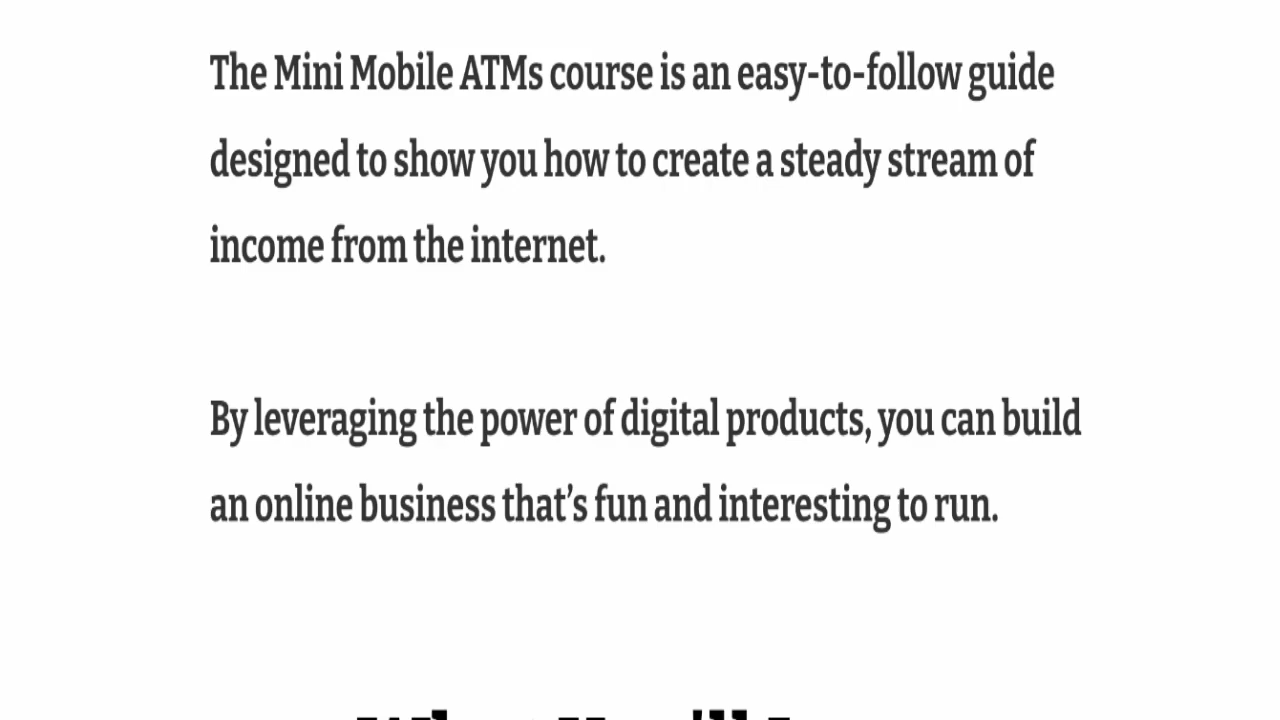 The Mini Mobile ATMs course is an easy-to-follow guide
designed to show you how to create a steady stream of
income from the internet.
By leveraging the power of digital products, you can build
an online business that’s fun and interesting to run.